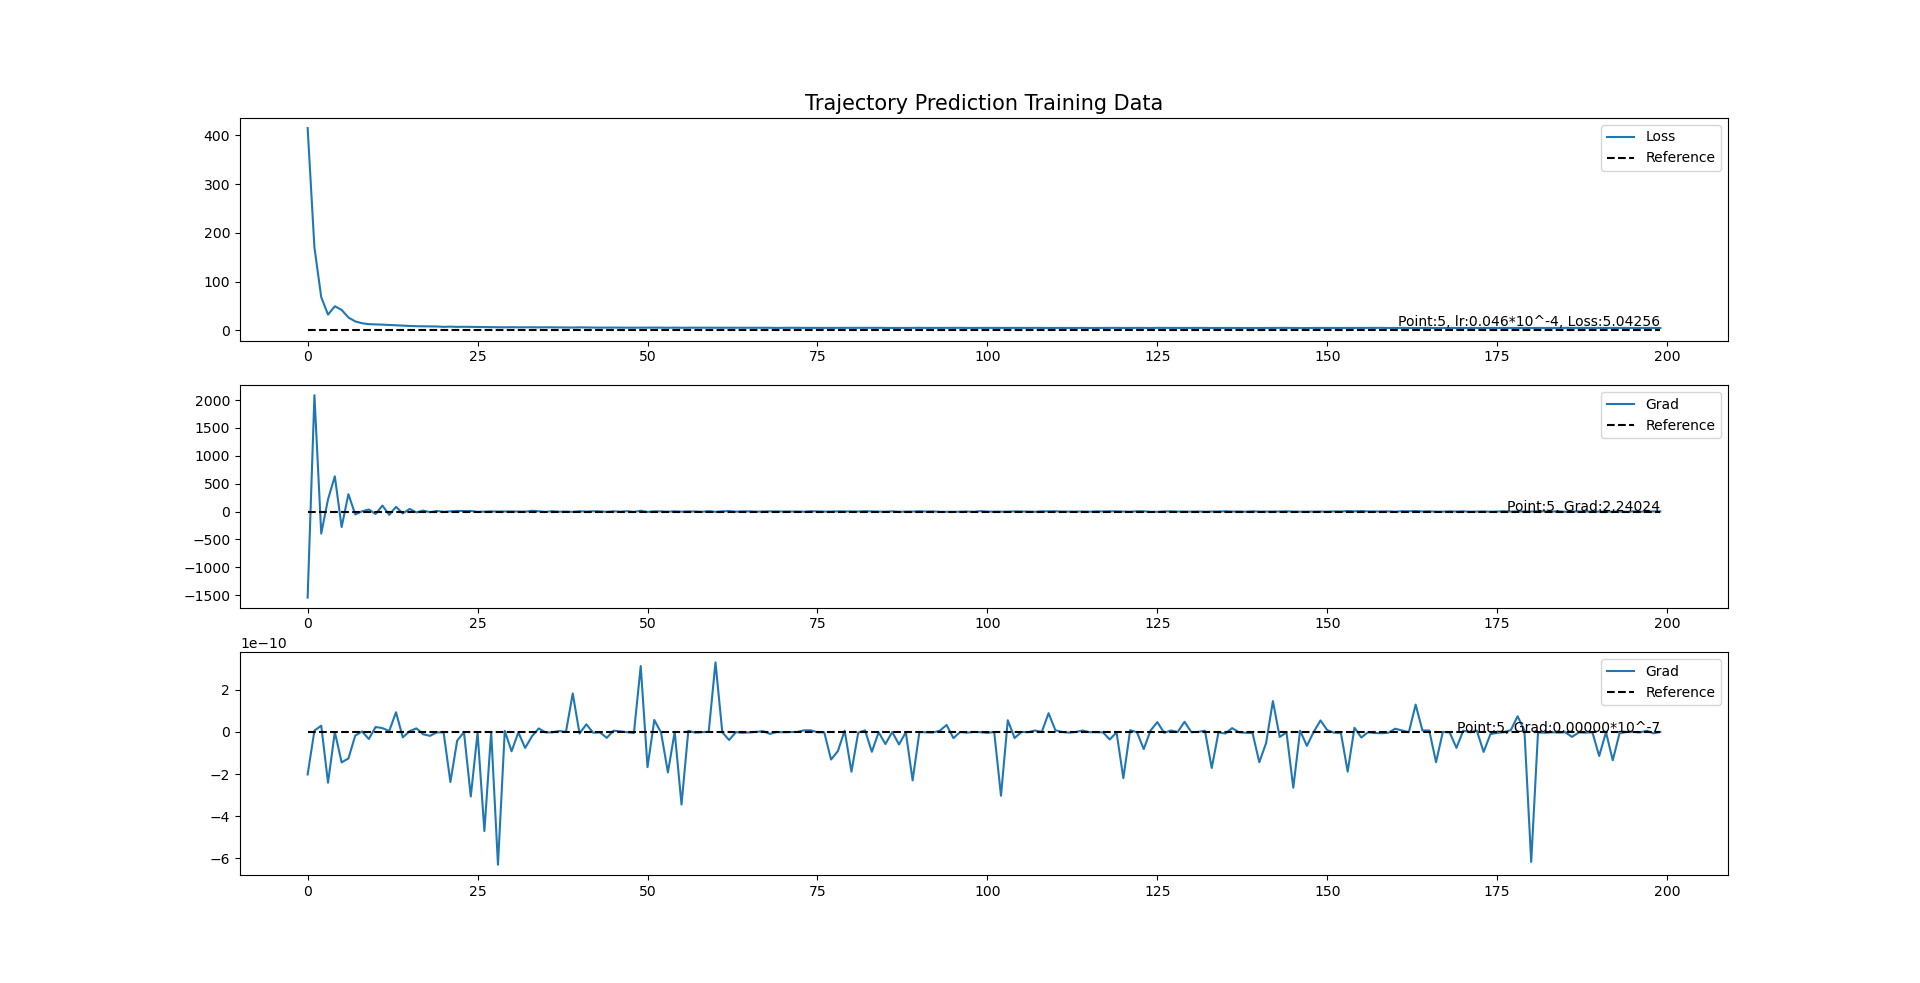 Trajectory Prediction Training Data
400
300
200
100
0
Loss
Reference
Point:5, lr:0.046*10^-4, Loss:5.04256
0 25 50 75 100 125 150 175 200
2000
1500
1000
500
0
−500
−1000
−1500
Grad
Reference
Point:5, Grad:2.24024
0 25 50 75 100 125 150 175 200
1e−10
2
0
−2
−4
−6
Grad
Reference
Point:5, Grad:0.00000*10^-7
0 25 50 75 100 125 150 175 200